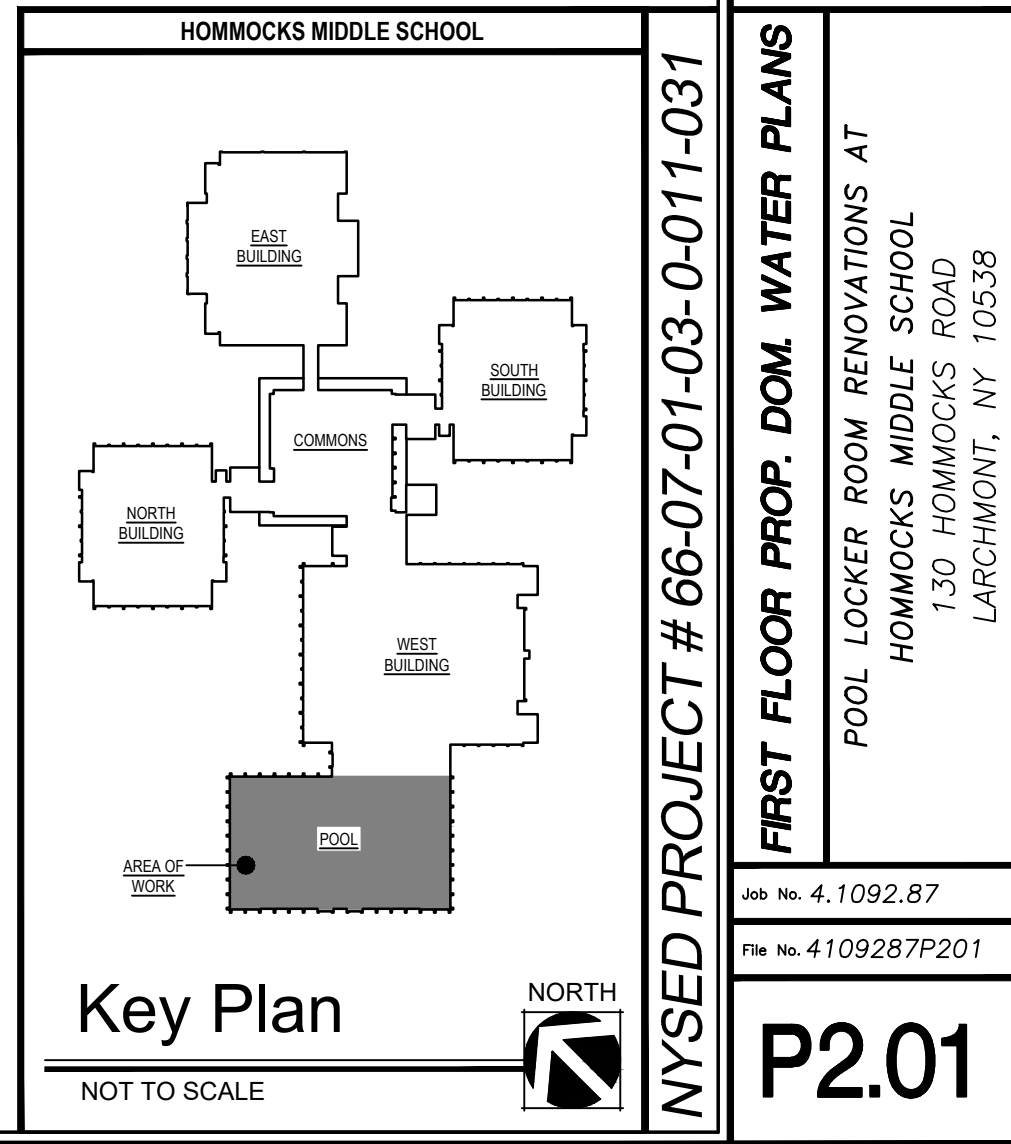 HOMMOCKS MIDDLE SCHOOL
EAST
BUILDING
SOUTH
BUILDING
COMMONS
NORTH
BUILDING
WEST
BUILDING
POOL
AREA OF
WORK
Key Plan
NOT TO SCALE
NORTH
NYSED PROJECT # 66-07-01-03-0-011-031
FIRST FLOOR PROP. DOM. WATER PLANS
POOL LOCKER ROOM RENOVATIONS AT
HOMMOCKS MIDDLE SCHOOL
130 HOMMOCKS ROAD
LARCHMONT, NY 10538
Job No. 4.1092.87
File No. 4109287P201
P2.01